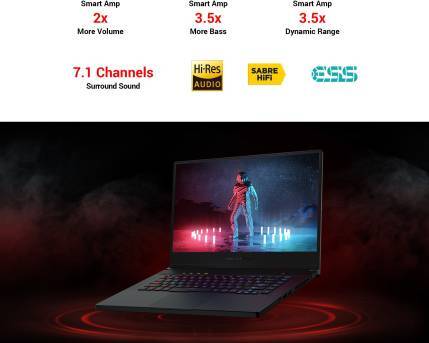 Smart Amp
2x
More Volume
Smart Amp
3.5x
More Bass
Smart Amp
3.5x
Dynamic Range
7.1 Channels
Surround Sound
Hi-Res
AUDIO
SABRE
HiFi
ESS